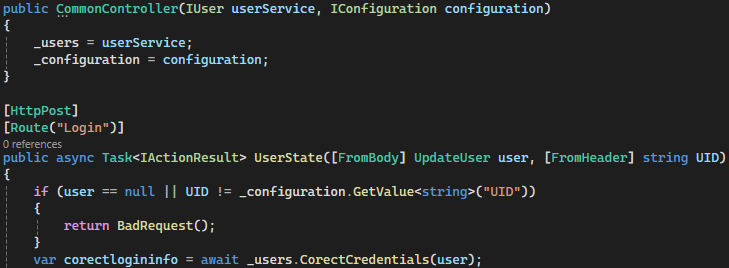 public CommonController(IUser userService, IConfiguration configuration)
{
_users = userService;
_configuration = configuration;
}
[HttpPost]
[Route("Login")]
0 references
public async Task<IActionResult> UserState([FromBody] UpdateUser user, [FromHeader] string UID)
{
if (user == null || UID != _configuration.GetValue<string>("UID"))
{
return BadRequest();
}
var corectlogininfo = await _users.CorectCredentials(user);